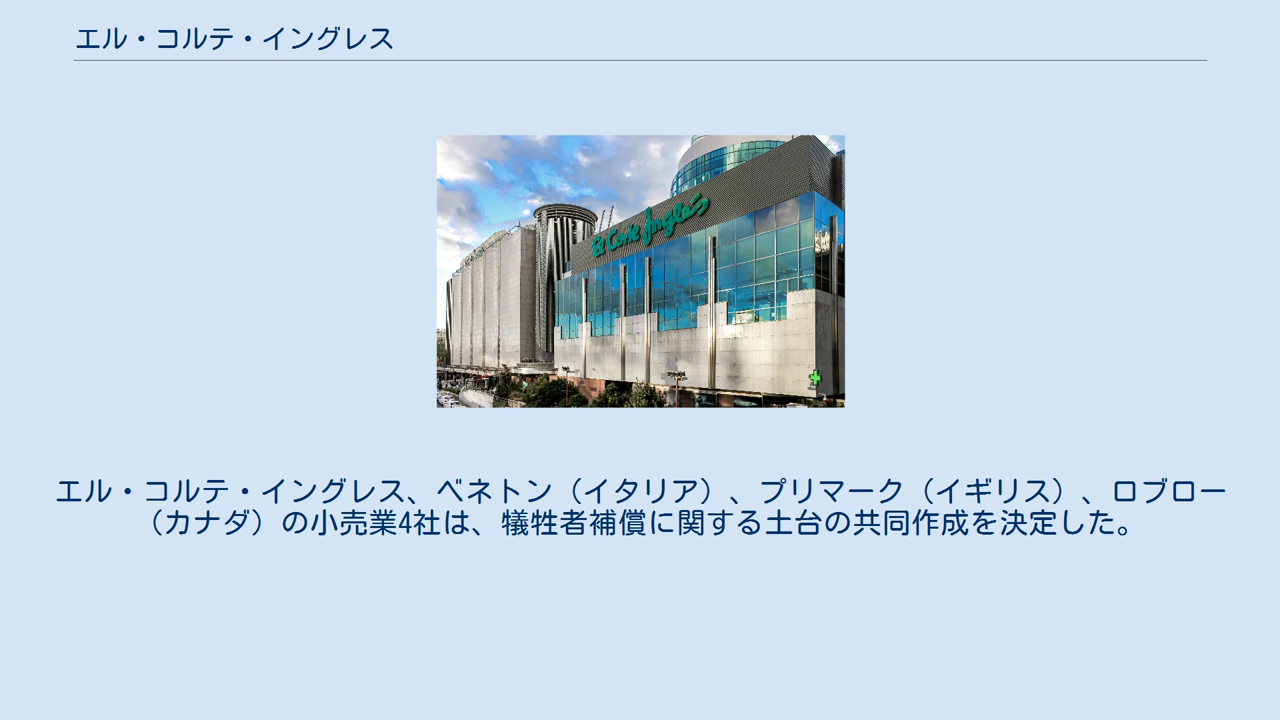 エル・コルテ・イングレス
El Corte Inglés
エル・コルテ・イングレス、ベネトン（イタリア）、プリマーク（イギリス）、ロブロー
（カナダ）の小売業4社は、犠牲者補償に関する土台の共同作成を決定した。